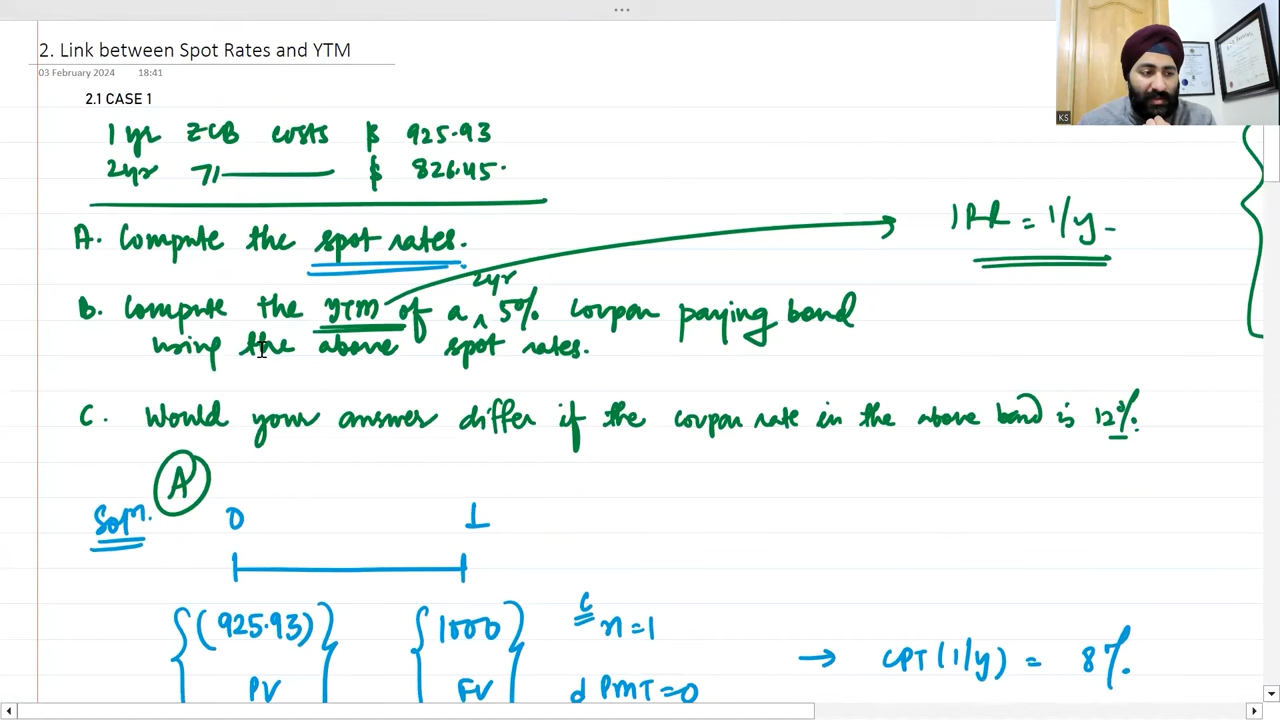 2. Link between Spot Rates and YTM
03 February 2024 18:41
2.1 CASE 1
1 yr ZCB costs $ 925.93
2yr 71——— $ 826.45.
A. Compute the spot rates.
IRR = I/y.
2yr
B. Compute the YTM of a ^ 5% coupon paying bond
using the above spot rates.
C. Would your answer differ if the coupon rate in the above bond is 12%.
A
Soln. 0 1
(925.93) 1000 c n=1
→ CPT (I/y) = 8%.
PV FV d PMT=0
KS